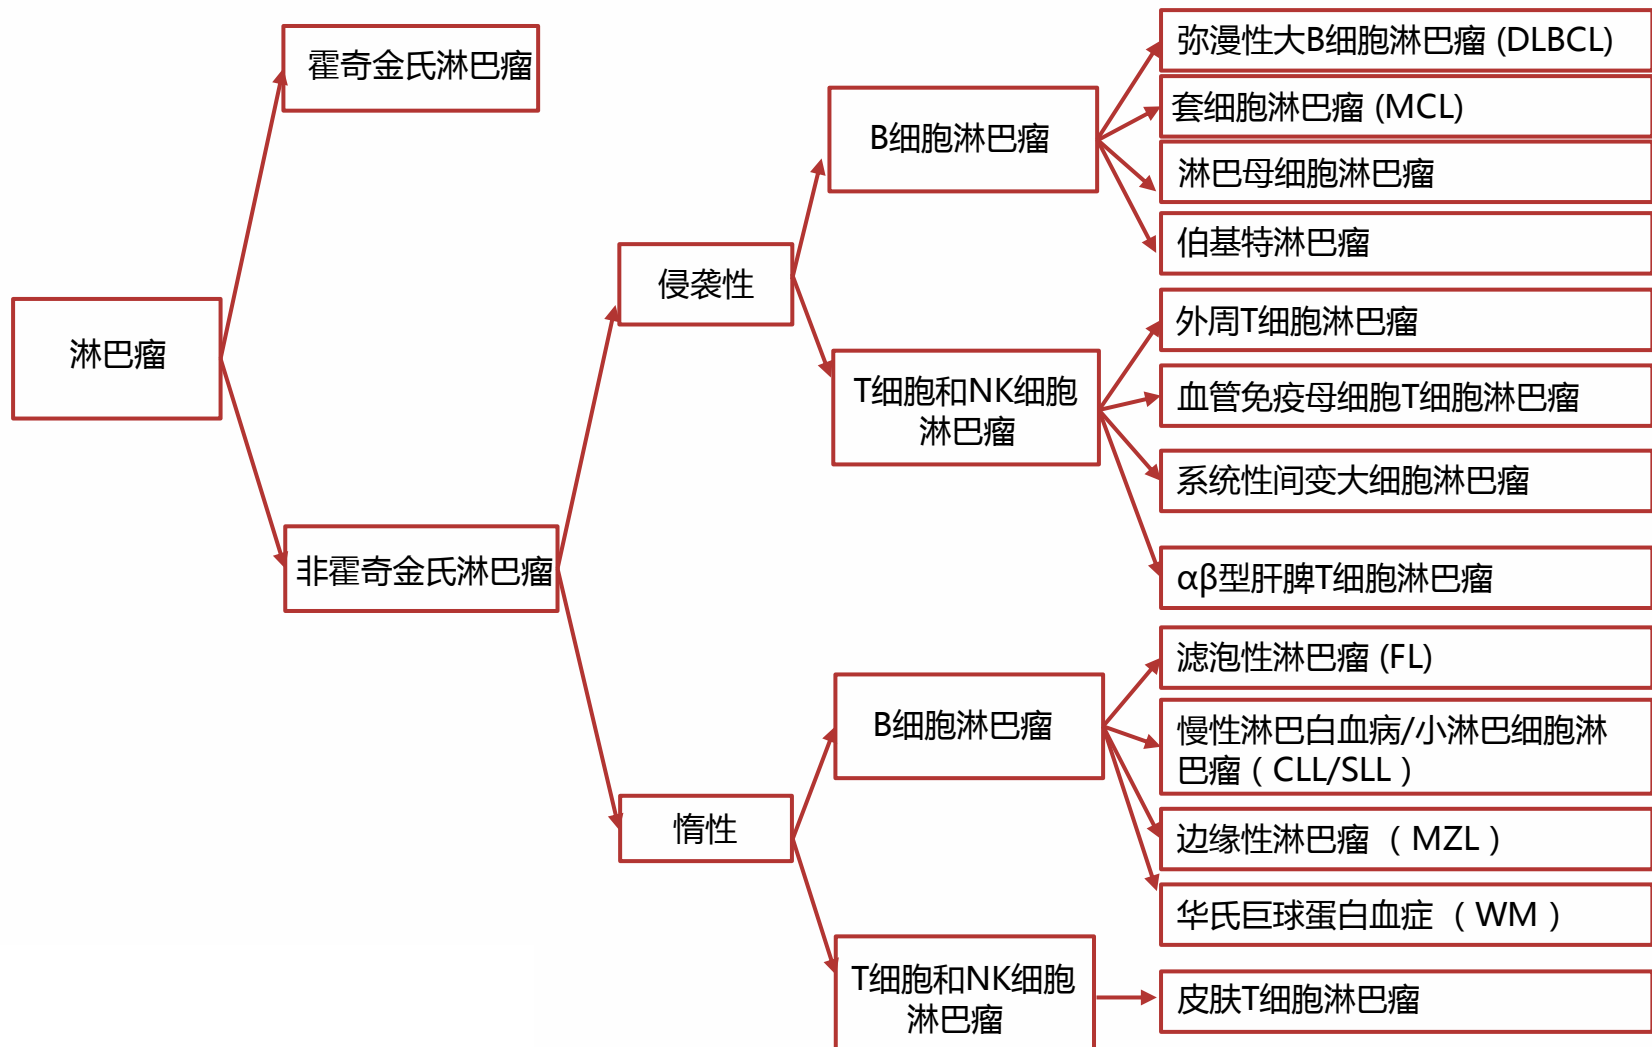 淋巴瘤
霍奇金氏淋巴瘤
非霍奇金氏淋巴瘤
侵袭性
惰性
B细胞淋巴瘤
T细胞和NK细胞
淋巴瘤
B细胞淋巴瘤
T细胞和NK细胞
淋巴瘤
弥漫性大B细胞淋巴瘤 (DLBCL)
套细胞淋巴瘤 (MCL)
淋巴母细胞淋巴瘤
伯基特淋巴瘤
外周T细胞淋巴瘤
血管免疫母细胞T细胞淋巴瘤
系统性间变大细胞淋巴瘤
αβ型肝脾T细胞淋巴瘤
滤泡性淋巴瘤 (FL)
慢性淋巴白血病/小淋巴细胞淋
巴瘤（ CLL/SLL ）
边缘性淋巴瘤 （ MZL ）
华氏巨球蛋白血症 （ WM ）
皮肤T细胞淋巴瘤